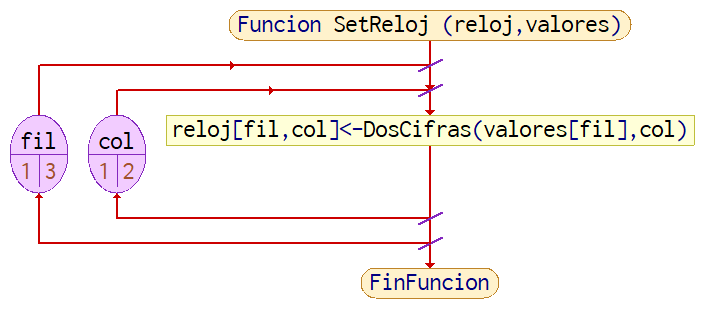 Funcion SetReloj (reloj,valores)
fil
1 3
col
1 2
reloj[fil,col]<-DosCifras(valores[fil],col)
FinFuncion